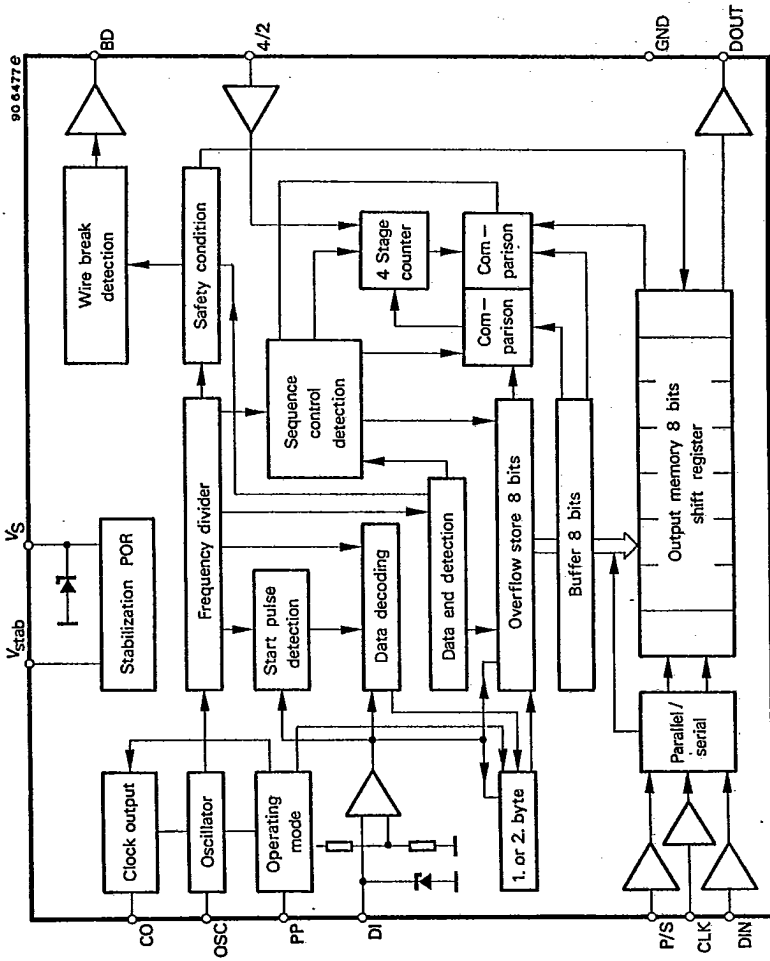 90 6477 e
V_stab
V_S
CO
OSC
PP
DI
P/S
CLK
DIN
BD
4/2
GND
DOUT
Clock output
Oscillator
Operating
mode
1. or 2. byte
Parallel/
serial
Stabilization POR
Frequency divider
Start pulse
detection
Data decoding
Data end detection
Overflow store 8 bits
Buffer 8 bits
Wire break
detection
Safety condition
Sequence
control
detection
4 Stage
counter
Com–
parison
Com–
parison
Output memory 8 bits
shift register